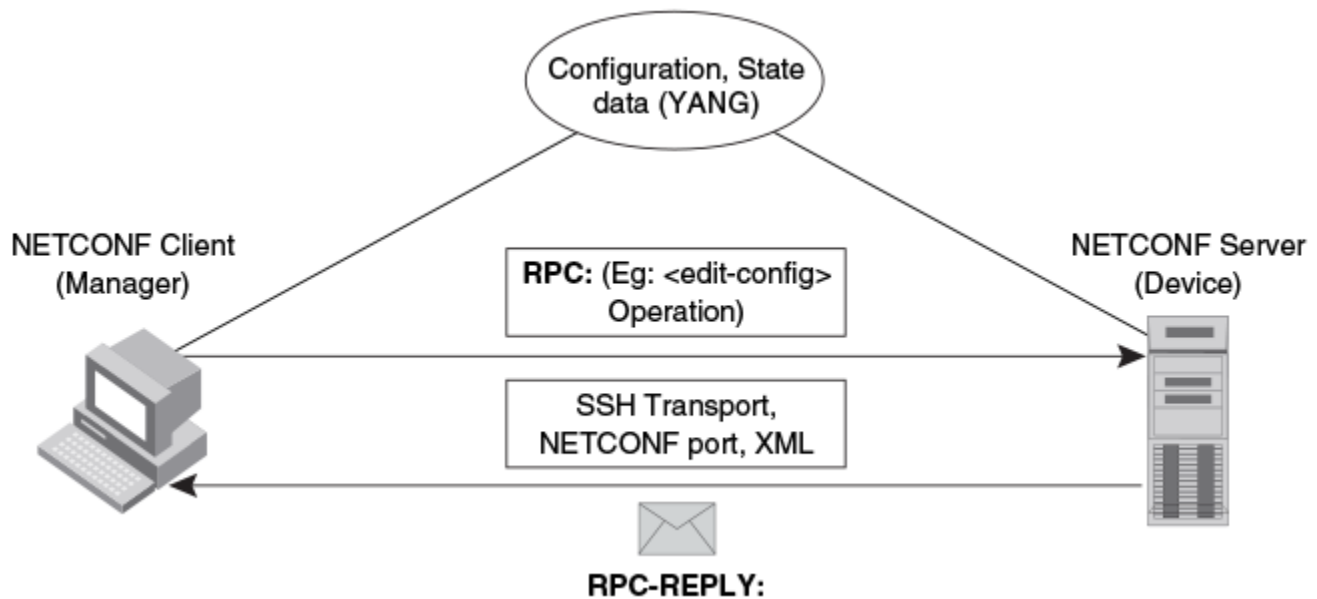 Configuration, State
data (YANG)
NETCONF Client
(Manager)
NETCONF Server
(Device)
RPC: (Eg: <edit-config>
Operation)
SSH Transport,
NETCONF port, XML
RPC-REPLY: